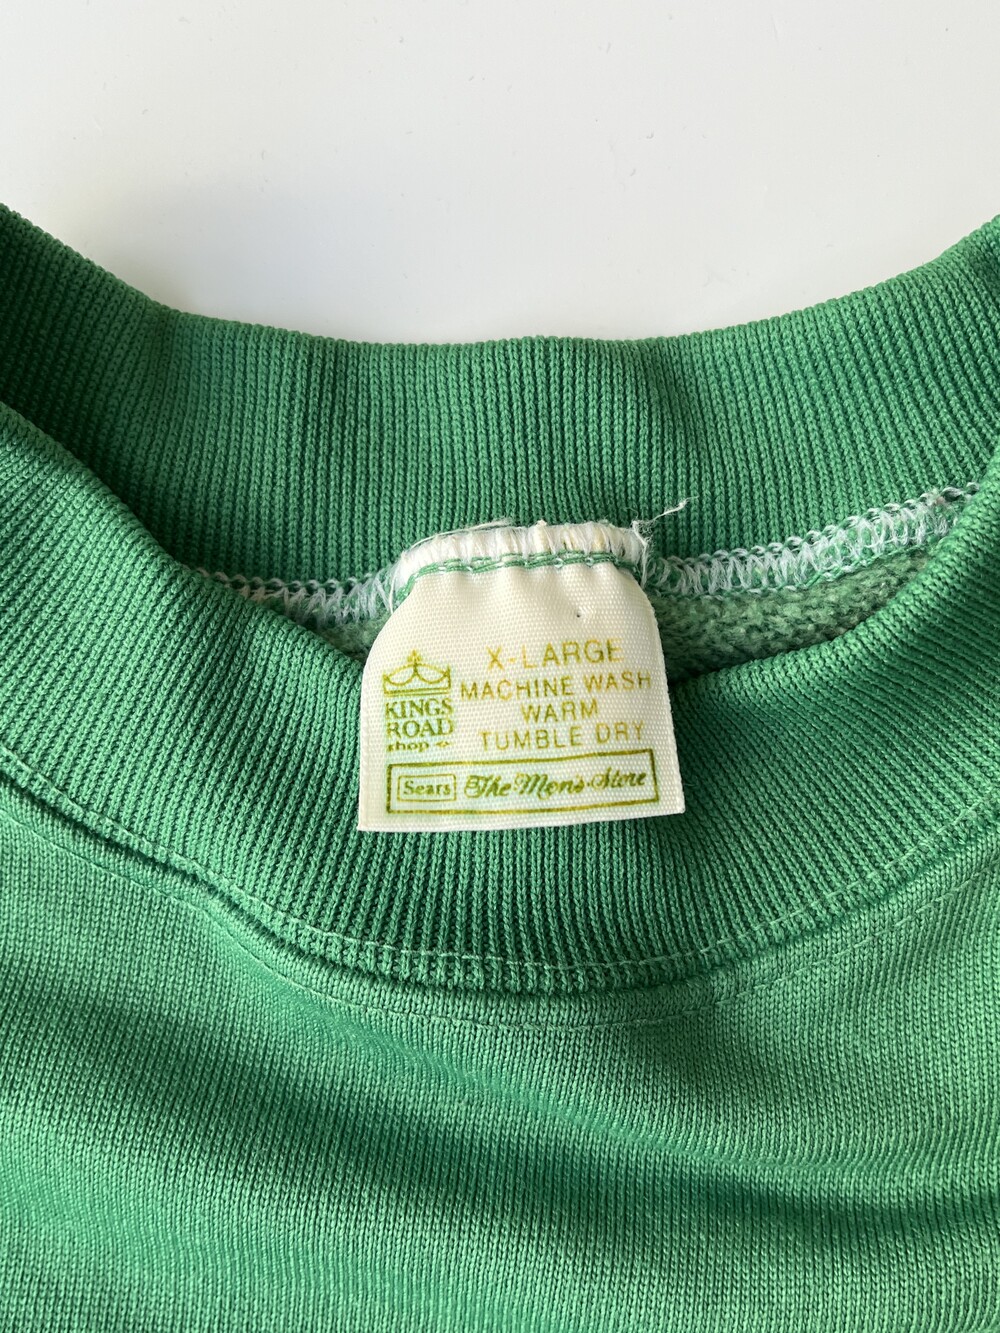 X-LARGE
MACHINE WASH
WARM
TUMBLE DRY
KINGS
ROAD
shop
Sears The Men's Store